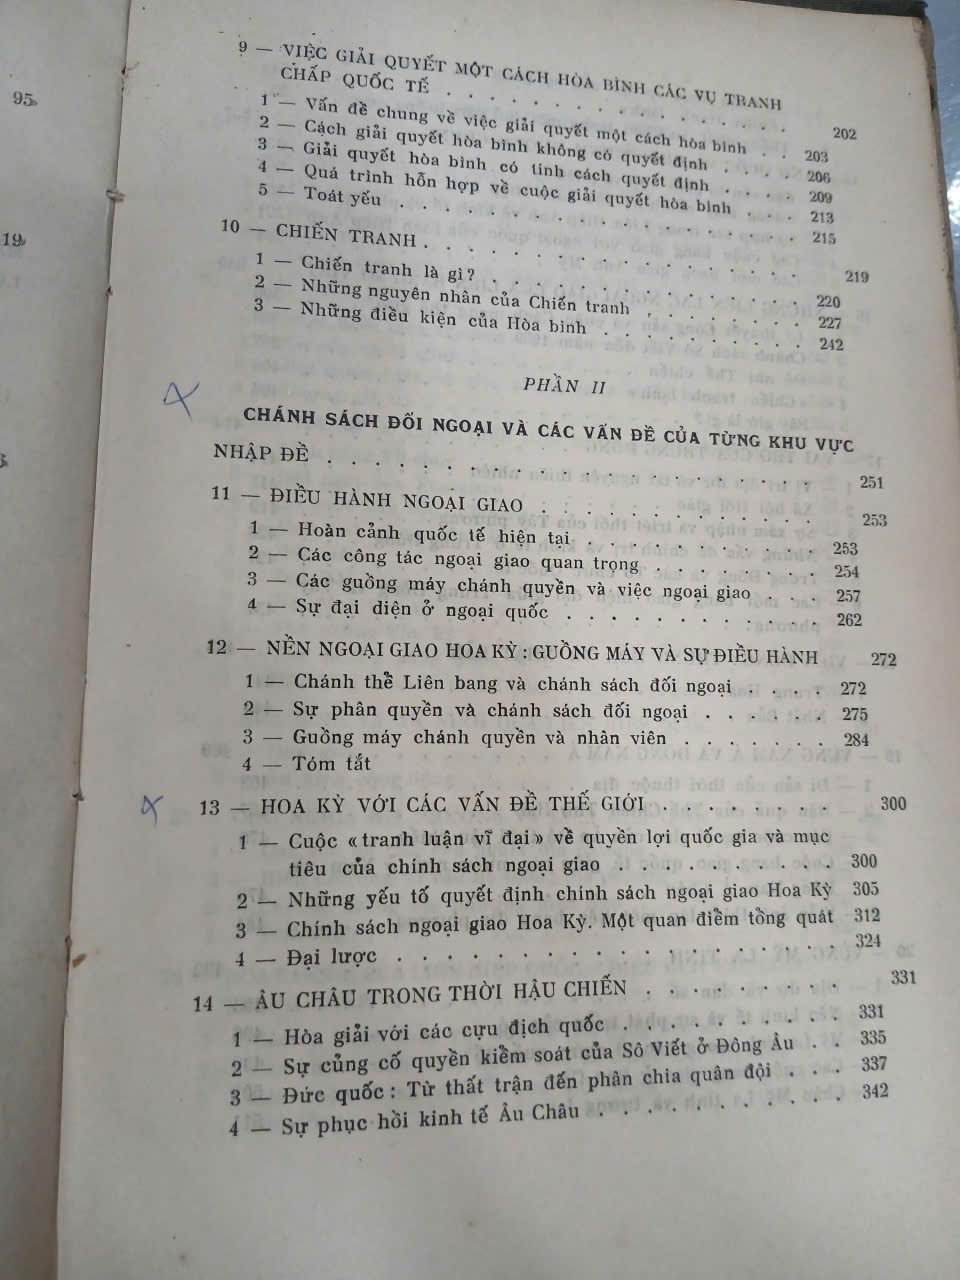 95
19
9 — VIỆC GIẢI QUYẾT MỘT CÁCH HÒA BÌNH CÁC VỤ TRANH
CHẤP QUỐC TẾ . . . . . . . . . . . . 202
1 — Vấn đề chung về việc giải quyết một cách hòa bình . . 203
2 — Cách giải quyết hòa bình không có quyết định . . . . 206
3 — Giải quyết hòa bình có tính cách quyết định . . . . 209
4 — Quá trình hỗn hợp về cuộc giải quyết hòa bình . . . 213
5 — Toát yếu . . . . . . . . . . . . . . 215
10 — CHIẾN TRANH . . . . . . . . . . . . . 219
1 — Chiến tranh là gì ? . . . . . . . . . . . . 220
2 — Những nguyên nhân của Chiến tranh . . . . . . . 227
3 — Những điều kiện của Hòa bình . . . . . . . . . 242
PHẦN II
CHÁNH SÁCH ĐỐI NGOẠI VÀ CÁC VẤN ĐỀ CỦA TỪNG KHU VỰC
NHẬP ĐỀ . . . . . . . . . . . . . . . . . 251
11 — ĐIỀU HÀNH NGOẠI GIAO . . . . . . . . . . 253
1 — Hoàn cảnh quốc tế hiện tại . . . . . . . . . 253
2 — Các công tác ngoại giao quan trọng . . . . . . . 254
3 — Các guồng máy chánh quyền và việc ngoại giao . . . 257
4 — Sự đại diện ở ngoại quốc . . . . . . . . . . 262
12 — NỀN NGOẠI GIAO HOA KỲ : GUỒNG MÁY VÀ SỰ ĐIỀU HÀNH 272
1 — Chánh thể Liên bang và chánh sách đối ngoại . . . . 272
2 — Sự phân quyền và chánh sách đối ngoại . . . . . . 275
3 — Guồng máy chánh quyền và nhân viên . . . . . . . 284
4 — Tóm tắt
13 — HOA KỲ VỚI CÁC VẤN ĐỀ THẾ GIỚI . . . . . . . 300
1 — Cuộc «tranh luận vĩ đại» về quyền lợi quốc gia và mục
tiêu của chính sách ngoại giao . . . . . . . . 300
2 — Những yếu tố quyết định chính sách ngoại giao Hoa Kỳ 305
3 — Chính sách ngoại giao Hoa Kỳ. Một quan điểm tổng quát 312
4 — Đại lược . . . . . . . . . . . . . . . . 324
14 — ÂU CHÂU TRONG THỜI HẬU CHIẾN . . . . . . . . 331
1 — Hòa giải với các cựu địch quốc . . . . . . . . . 331
2 — Sự củng cố quyền kiểm soát của Sô Viết ở Đông Âu . . 335
3 — Đức quốc : Từ thất trận đến phân chia quân đội . . . 337
4 — Sự phục hồi kinh tế Âu Châu . . . . . . . . . . 342